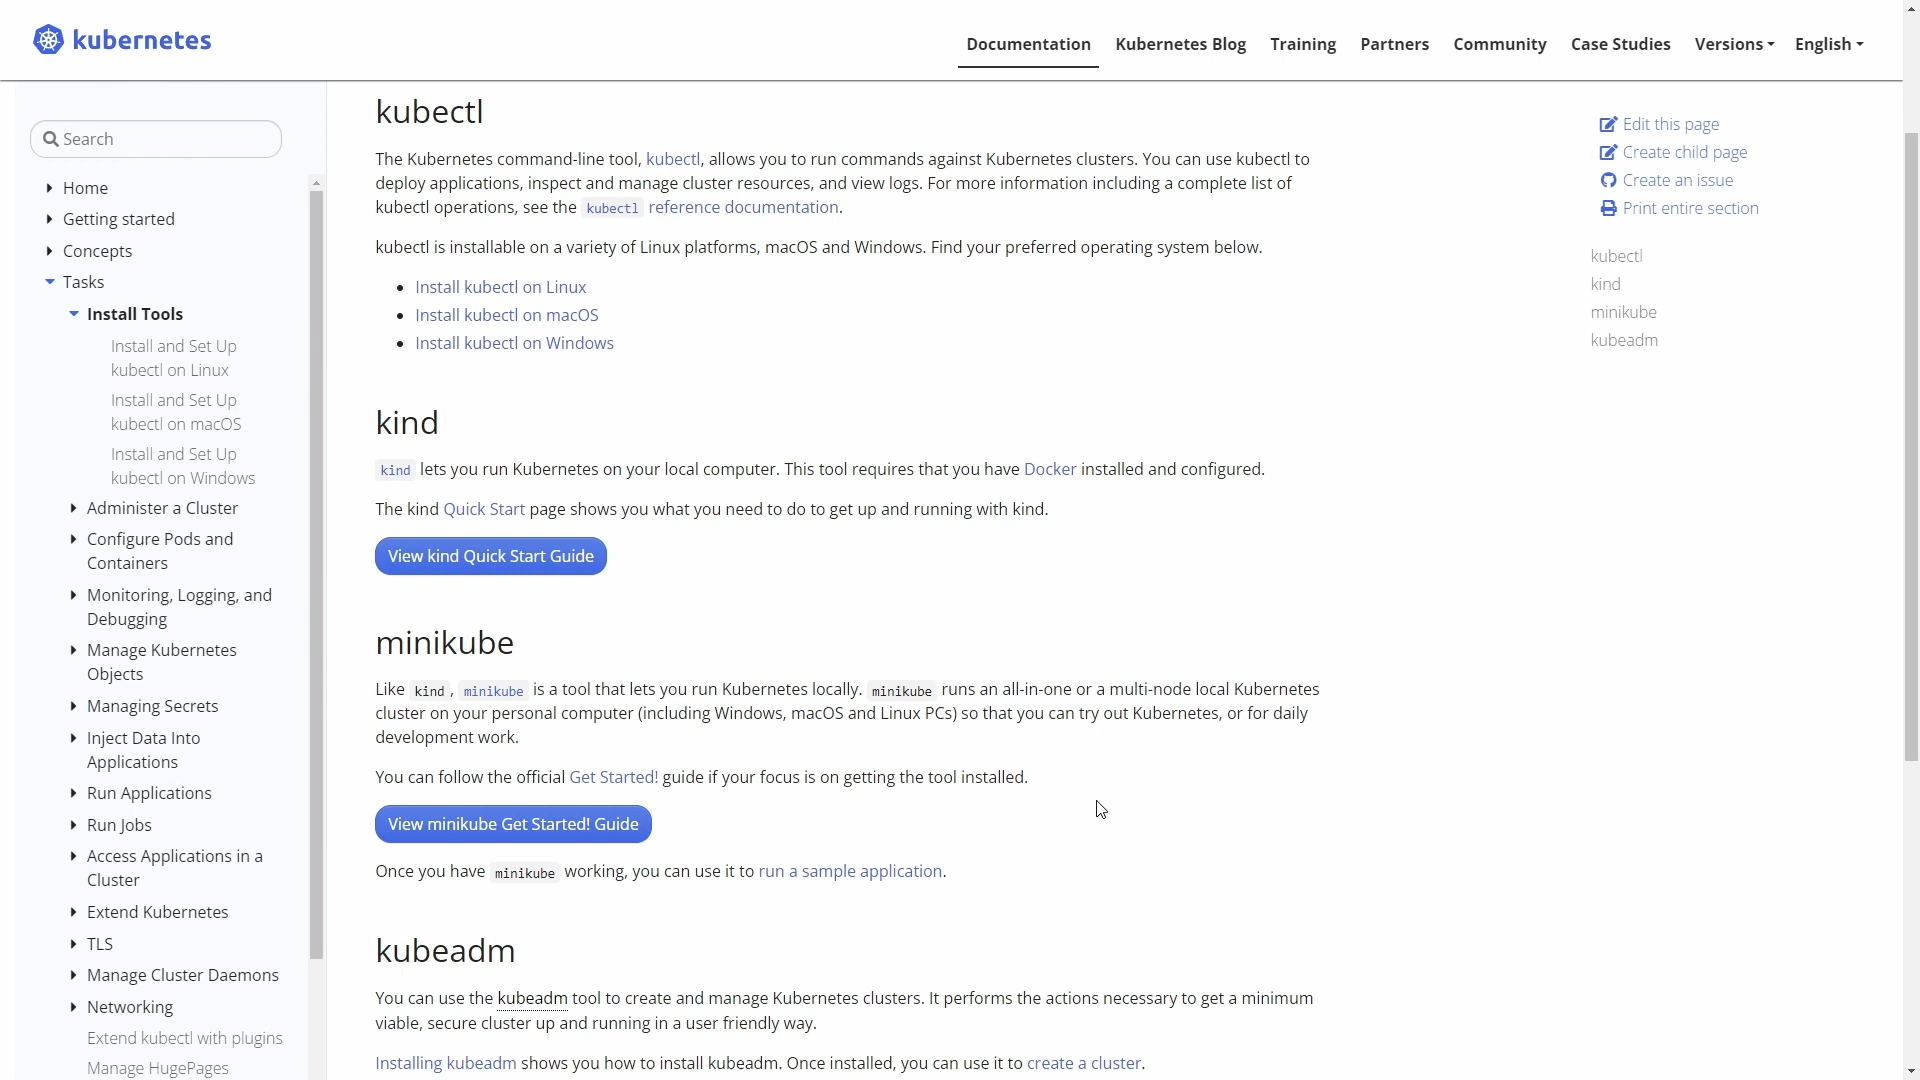 kubernetes
Documentation Kubernetes Blog Training Partners Community Case Studies Versions English
Search
Home
Getting started
Concepts
Tasks
Install Tools
Install and Set Up
kubectl on Linux
Install and Set Up
kubectl on macOS
Install and Set Up
kubectl on Windows
Administer a Cluster
Configure Pods and
Containers
Monitoring, Logging, and
Debugging
Manage Kubernetes
Objects
Managing Secrets
Inject Data Into
Applications
Run Applications
Run Jobs
Access Applications in a
Cluster
Extend Kubernetes
TLS
Manage Cluster Daemons
Networking
Extend kubectl with plugins
Manage HugePages
kubectl
The Kubernetes command-line tool, kubectl, allows you to run commands against Kubernetes clusters. You can use kubectl to
deploy applications, inspect and manage cluster resources, and view logs. For more information including a complete list of
kubectl operations, see the kubectl reference documentation.
kubectl is installable on a variety of Linux platforms, macOS and Windows. Find your preferred operating system below.
Install kubectl on Linux
Install kubectl on macOS
Install kubectl on Windows
kind
kind lets you run Kubernetes on your local computer. This tool requires that you have Docker installed and configured.
The kind Quick Start page shows you what you need to do to get up and running with kind.
View kind Quick Start Guide
minikube
Like kind, minikube is a tool that lets you run Kubernetes locally. minikube runs an all-in-one or a multi-node local Kubernetes
cluster on your personal computer (including Windows, macOS and Linux PCs) so that you can try out Kubernetes, or for daily
development work.
You can follow the official Get Started! guide if your focus is on getting the tool installed.
View minikube Get Started! Guide
Once you have minikube working, you can use it to run a sample application.
kubeadm
You can use the kubeadm tool to create and manage Kubernetes clusters. It performs the actions necessary to get a minimum
viable, secure cluster up and running in a user friendly way.
Installing kubeadm shows you how to install kubeadm. Once installed, you can use it to create a cluster.
Edit this page
Create child page
Create an issue
Print entire section
kubectl
kind
minikube
kubeadm